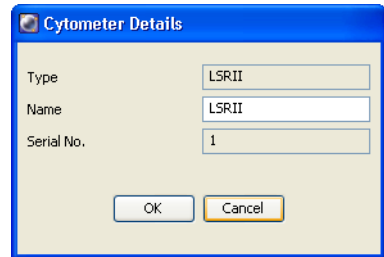 Cytometer Details
Type LSRII
Name LSRII
Serial No. 1
OK Cancel